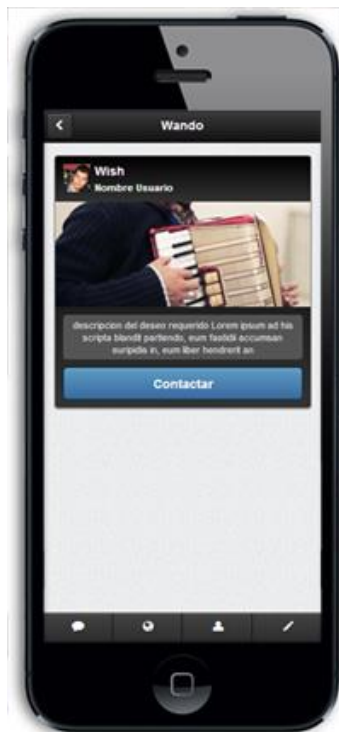 Wando
Wish
Nombre Usuario
descripcion del deseo requerido Lorem ipsum ad his
scripta blandit partiendo, eum fastidii accumsan
euripidis in, eum liber hendrerit an
Contactar